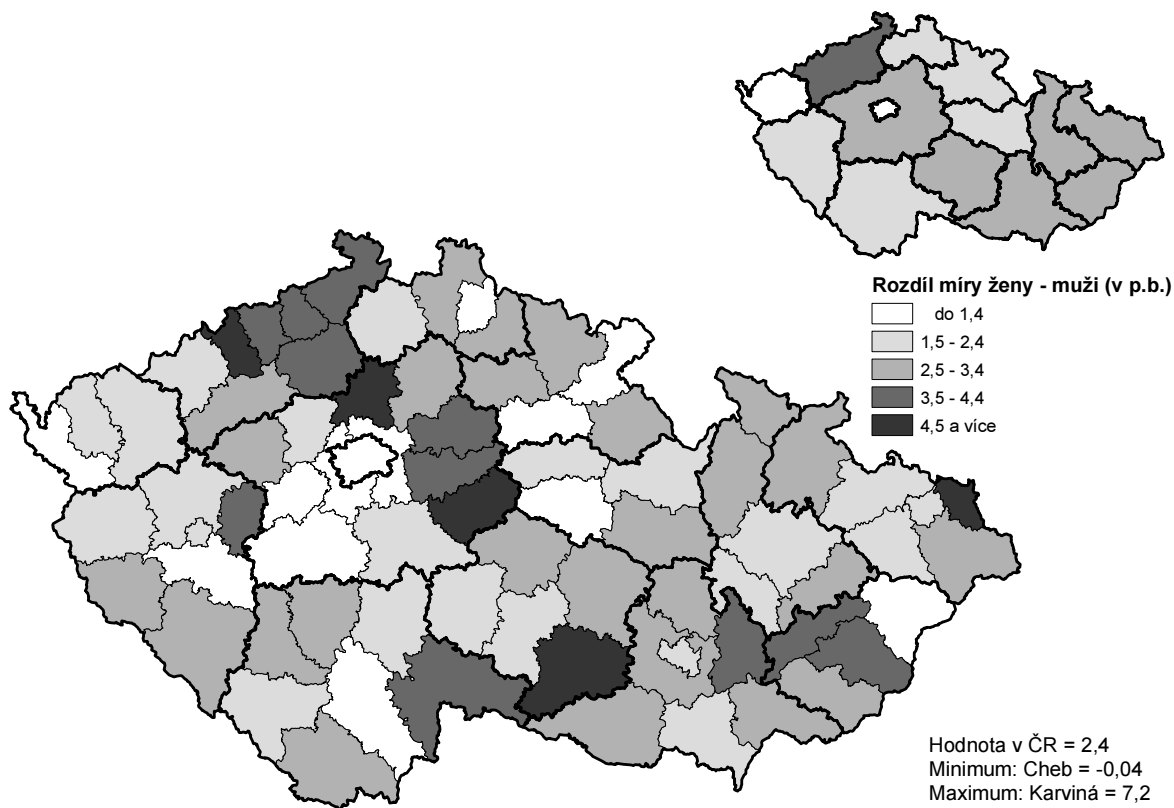 Rozdíl míry ženy - muži (v p.b.)
do 1,4
1,5 - 2,4
2,5 - 3,4
3,5 - 4,4
4,5 a více
Hodnota v ČR = 2,4
Minimum: Cheb = -0,04
Maximum: Karviná = 7,2